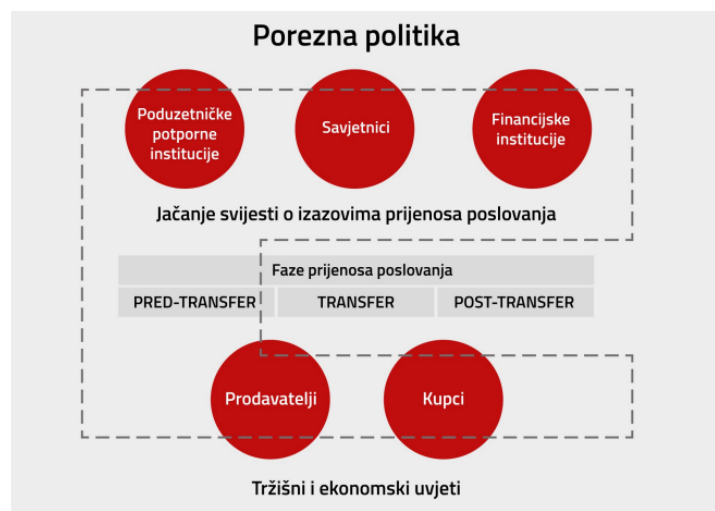 Porezna politika
Poduzetničke
potporne
institucije
Savjetnici
Financijske
institucije
Jačanje svijesti o izazovima prijenosa poslovanja
Faze prijenosa poslovanja
PRED-TRANSFER
TRANSFER
POST-TRANSFER
Prodavatelji
Kupci
Tržišni i ekonomski uvjeti